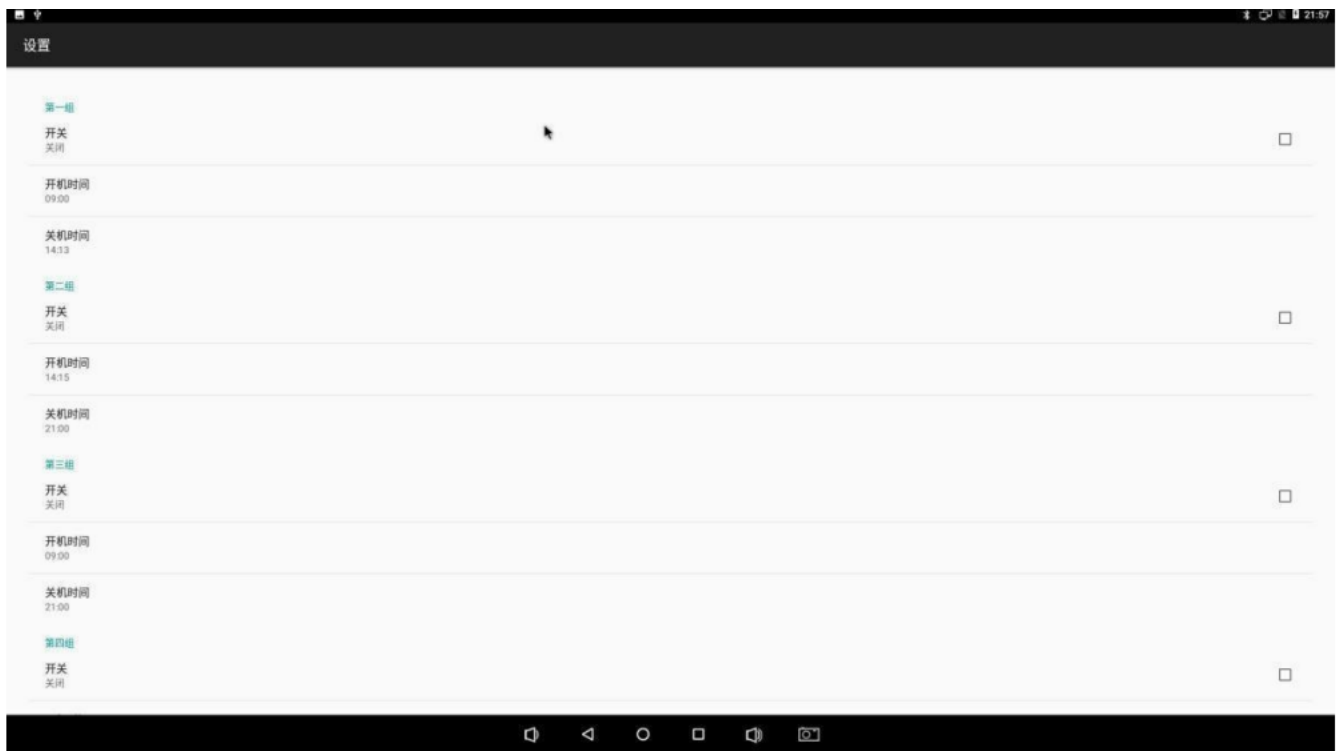 21:57
设置
第一组
开关
关闭
开机时间
09:00
关机时间
14:13
第二组
开关
关闭
开机时间
14:15
关机时间
21:00
第三组
开关
关闭
开机时间
09:00
关机时间
21:00
第四组
开关
关闭